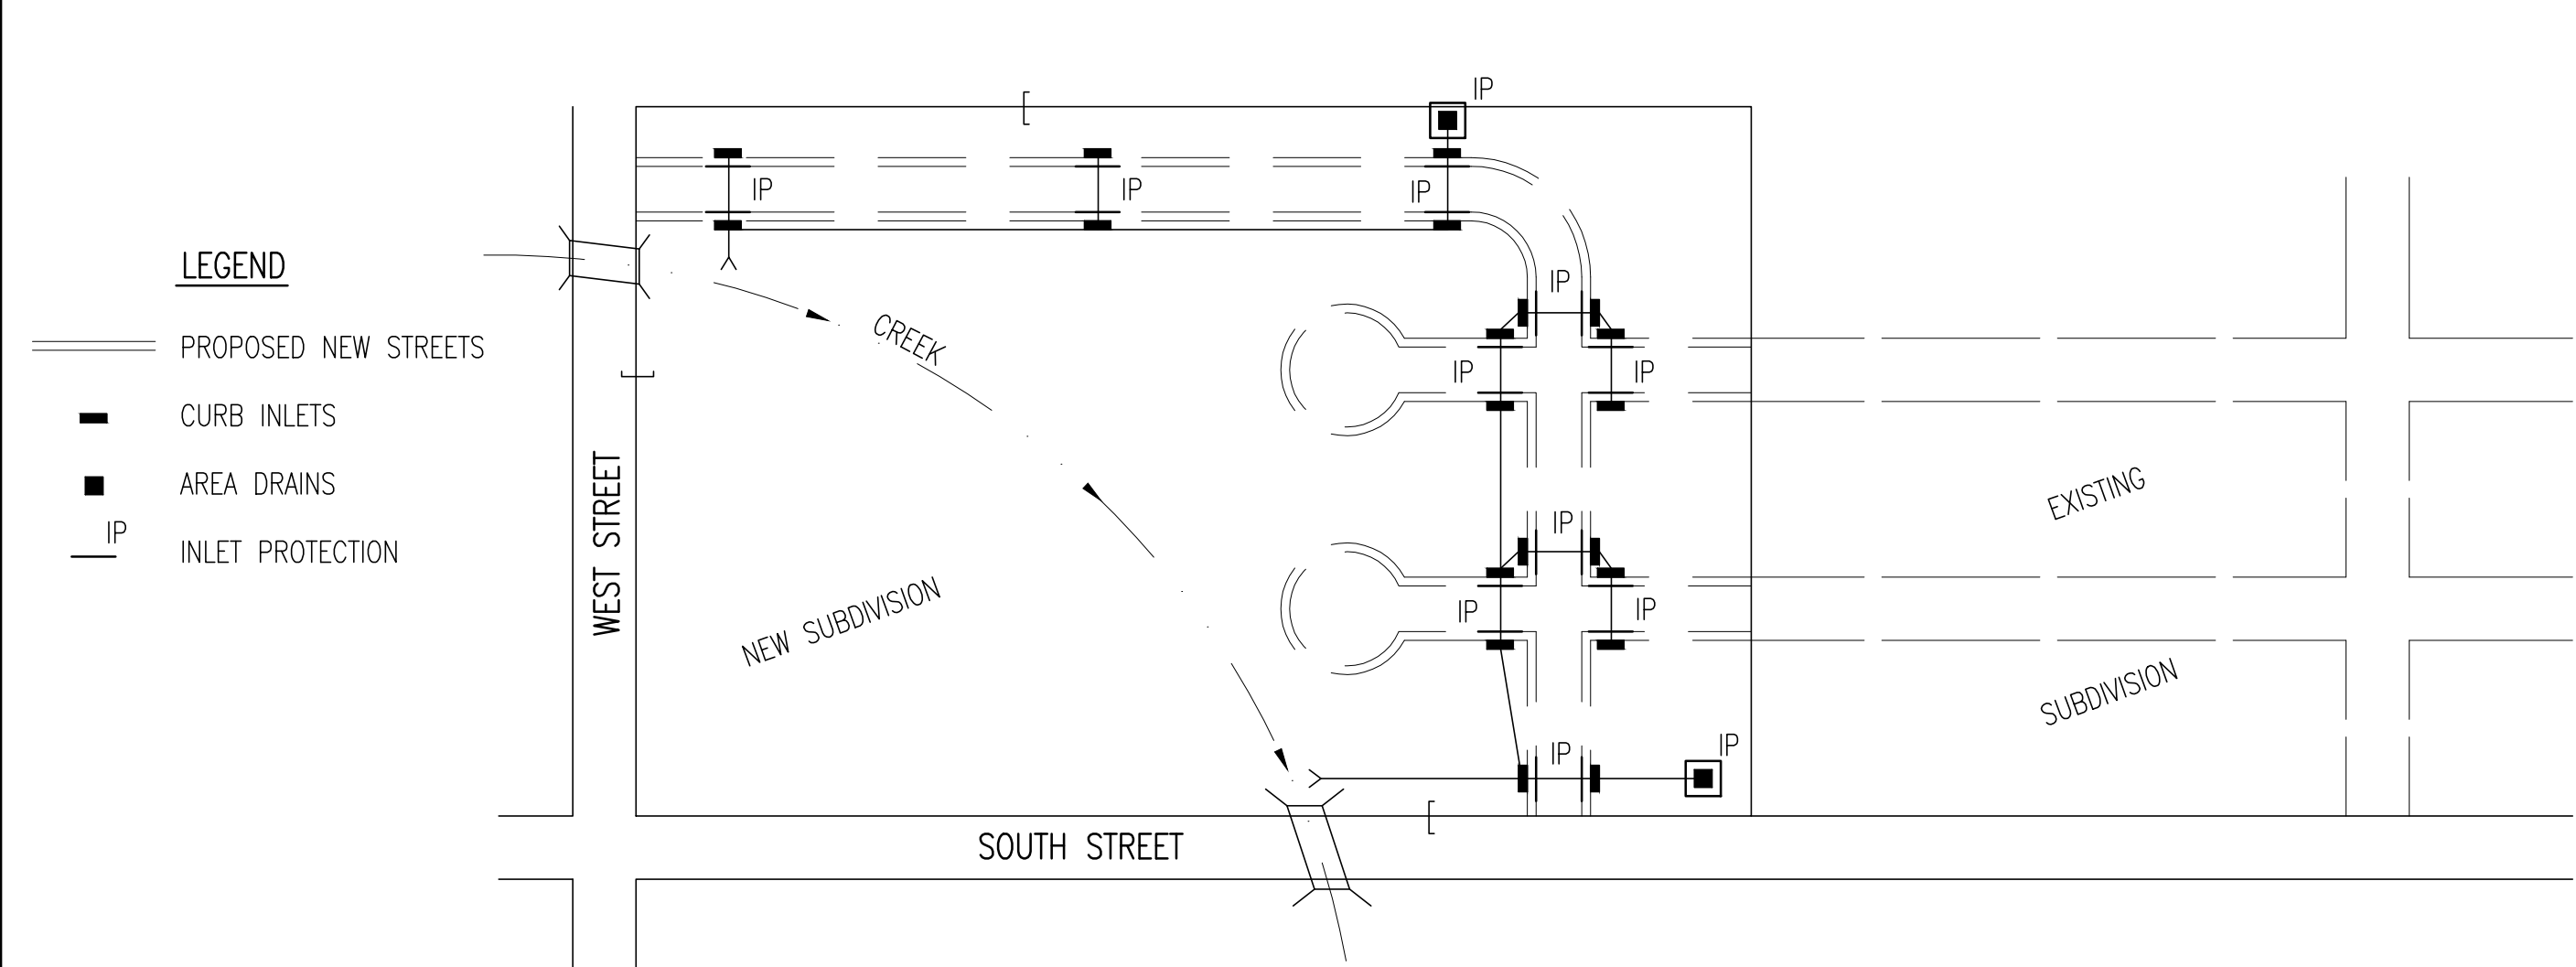 IP
IP
IP
IP
IP
LEGEND
PROPOSED NEW STREETS
CURB INLETS
AREA DRAINS
IP
INLET PROTECTION
WEST STREET
CREEK
NEW SUBDIVISION
IP
IP
IP
IP
IP
IP
IP
EXISTING
SUBDIVISION
SOUTH STREET